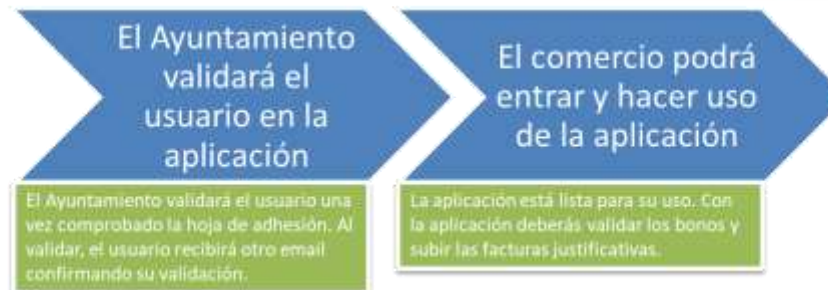 El Ayuntamiento
validará el
usuario en la
aplicación
El Ayuntamiento validará el usuario una
vez comprobado la hoja de adhesión. Al
validar, el usuario recibirá otro email
confirmando su validación.
El comercio podrá
entrar y hacer uso
de la aplicación
La aplicación está lista para su uso. Con
la aplicación deberás validar los bonos y
subir las facturas justificativas.